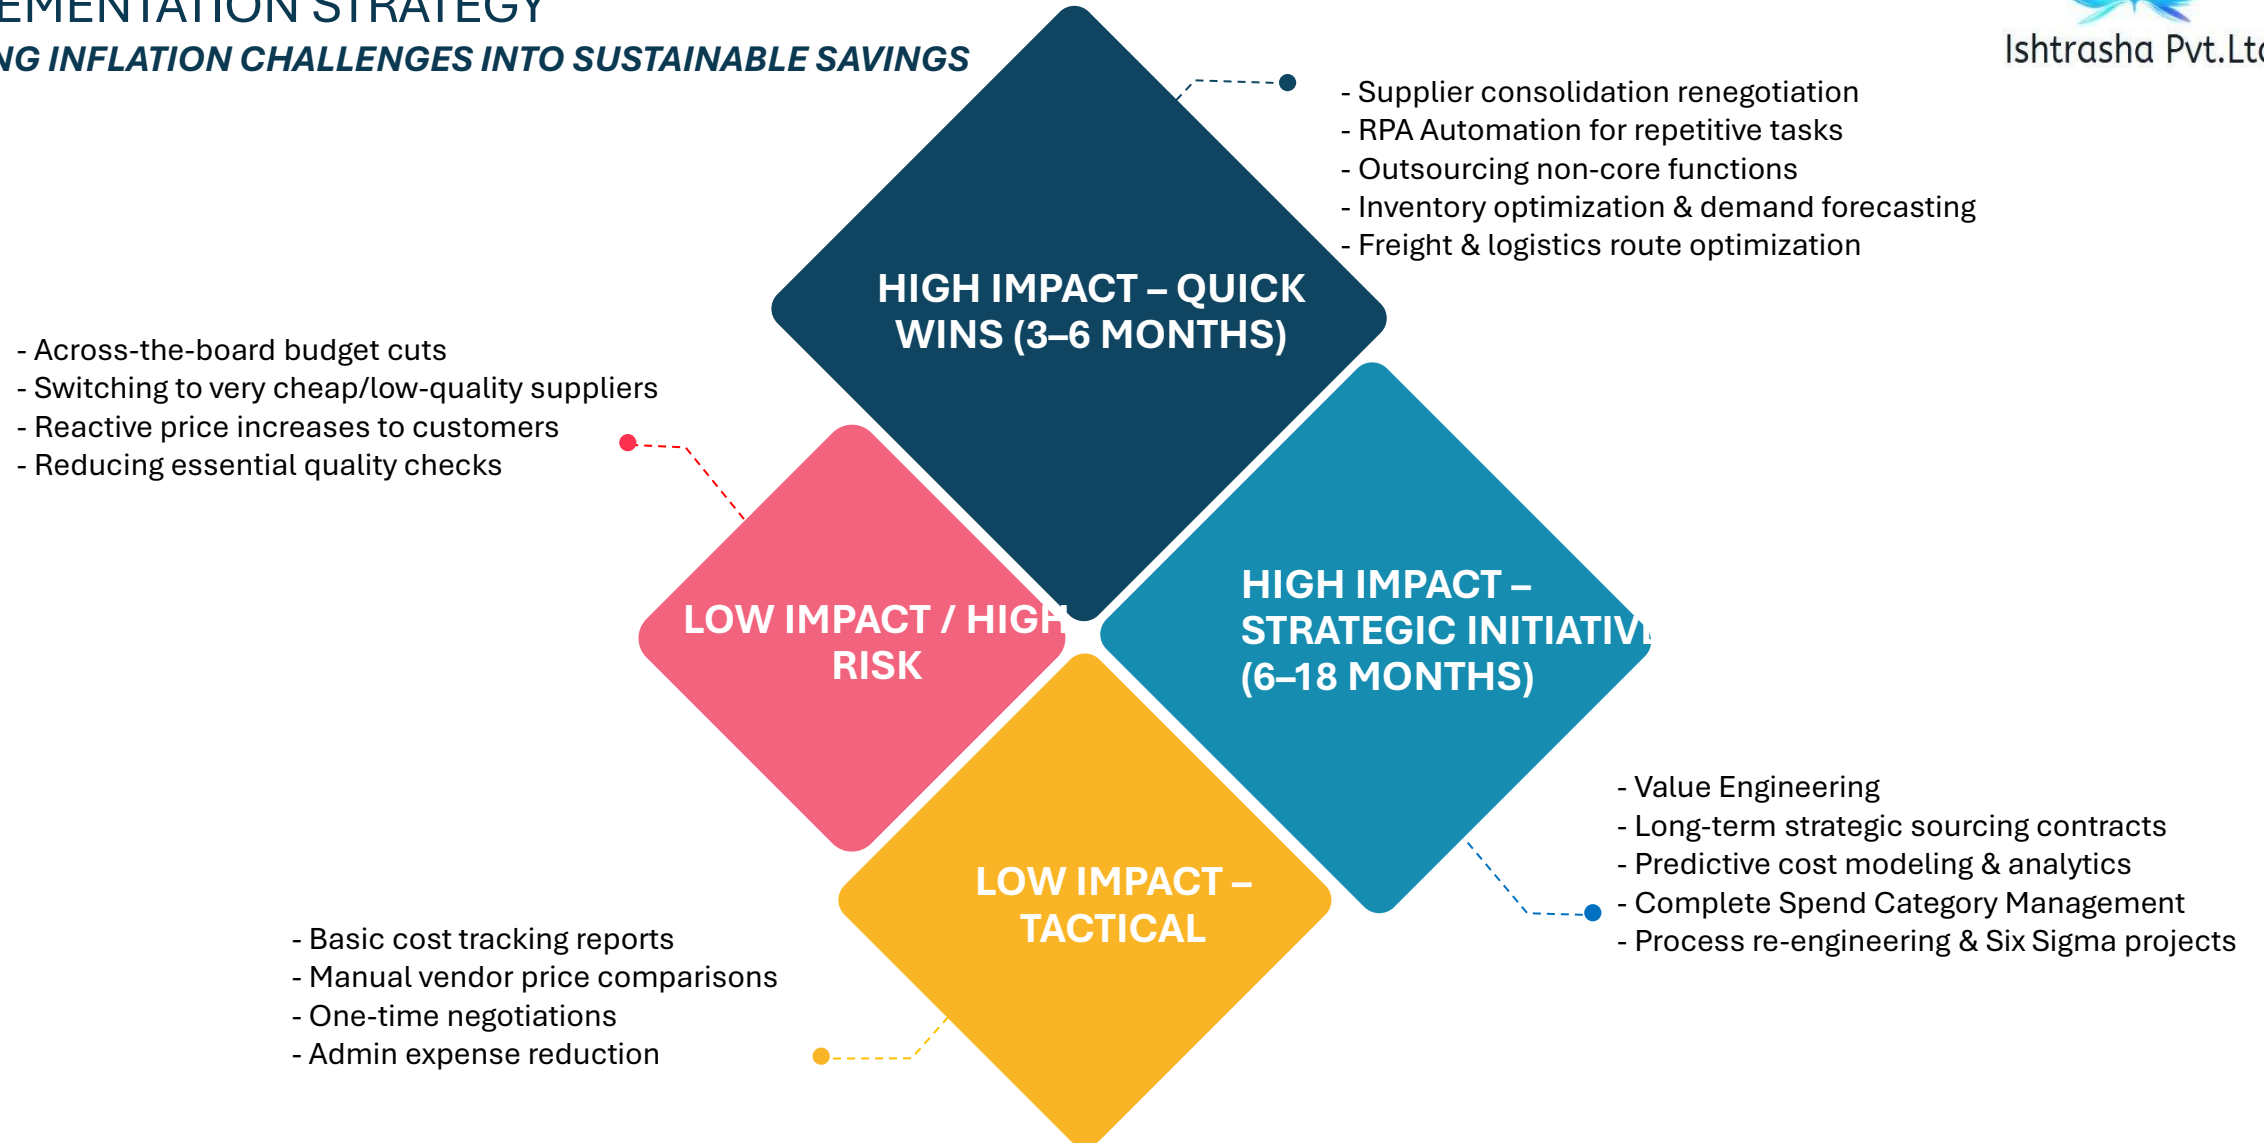 EMENTATION STRATEGY
NG INFLATION CHALLENGES INTO SUSTAINABLE SAVINGS
Ishtrasha Pvt.Ltd
- Supplier consolidation renegotiation
- RPA Automation for repetitive tasks
- Outsourcing non-core functions
- Inventory optimization & demand forecasting
- Freight & logistics route optimization
HIGH IMPACT – QUICK
WINS (3–6 MONTHS)
- Across-the-board budget cuts
- Switching to very cheap/low-quality suppliers
- Reactive price increases to customers
- Reducing essential quality checks
LOW IMPACT / HIGH
RISK
HIGH IMPACT –
STRATEGIC INITIATIVE
(6–18 MONTHS)
- Value Engineering
- Long-term strategic sourcing contracts
- Predictive cost modeling & analytics
- Complete Spend Category Management
- Process re-engineering & Six Sigma projects
LOW IMPACT –
TACTICAL
- Basic cost tracking reports
- Manual vendor price comparisons
- One-time negotiations
- Admin expense reduction